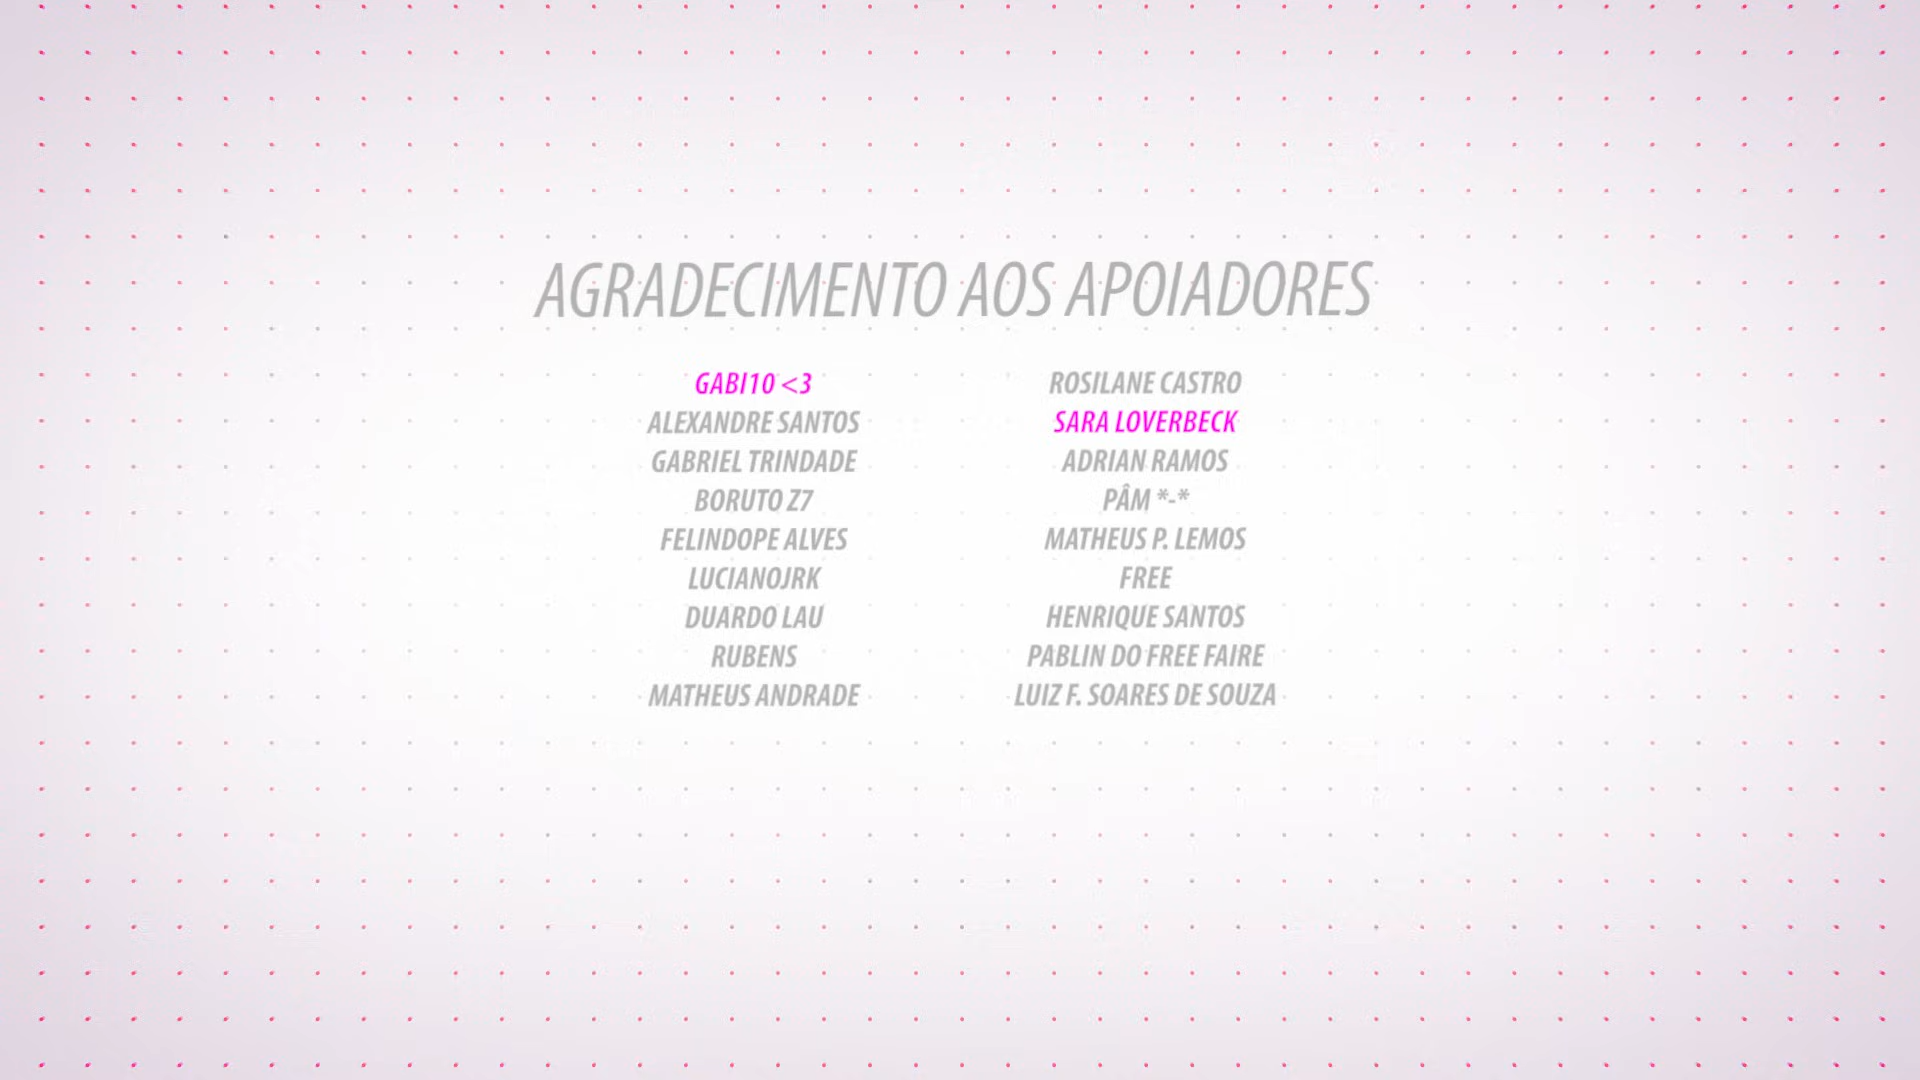 AGRADECIMENTO AOS APOIADORES
GABI10 <3
ALEXANDRE SANTOS
GABRIEL TRINDADE
BORUTO Z7
FELINDOPE ALVES
LUCIANOJRK
DUARDO LAU
RUBENS
MATHEUS ANDRADE
ROSILANE CASTRO
SARA LOVERBECK
ADRIAN RAMOS
PÂM *-*
MATHEUS P. LEMOS
FREE
HENRIQUE SANTOS
PABLIN DO FREE FAIRE
LUIZ F. SOARES DE SOUZA